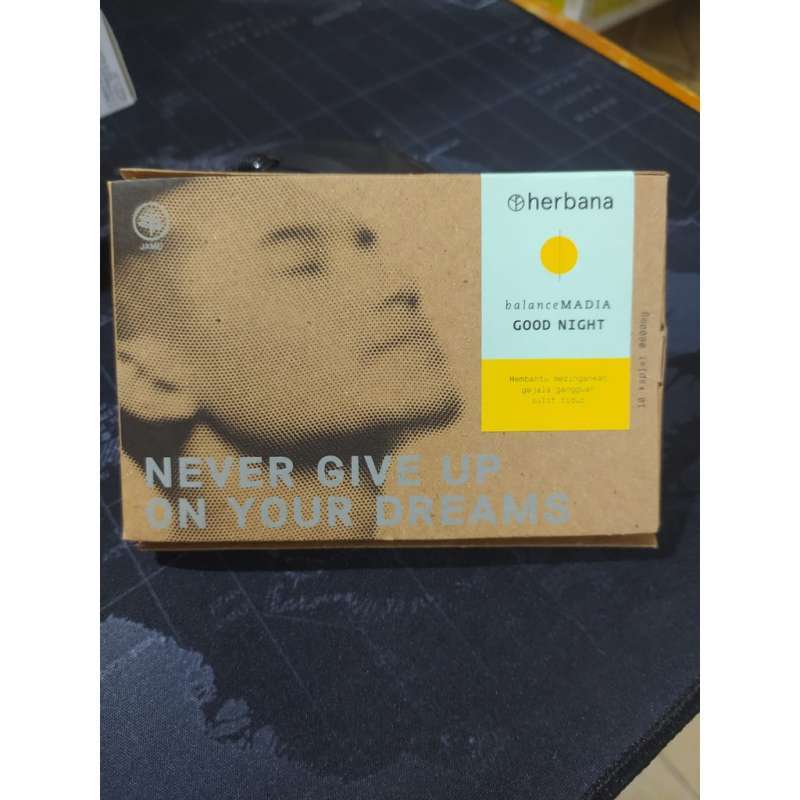 JAMU
herbana
balanceMADIA
GOOD NIGHT
Membantu meringankan
gejala gangguan
sulit tidur
10 kaplet @600mg
NEVER GIVE UP
ON YOUR DREAMS